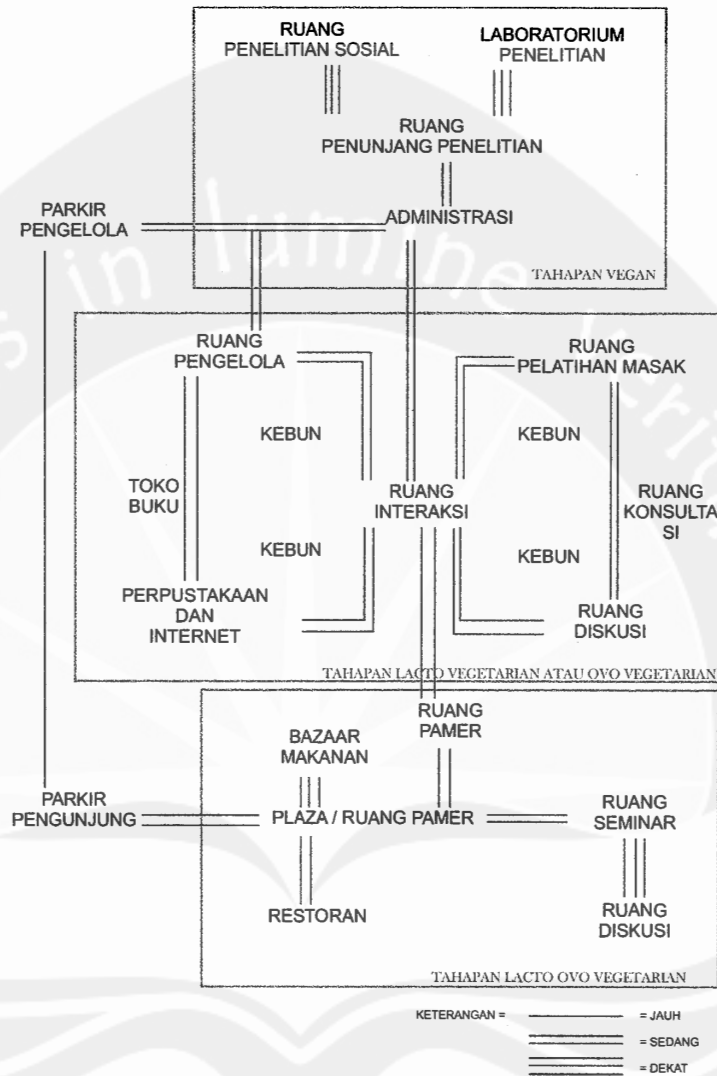 RUANG
PENELITIAN SOSIAL
LABORATORIUM
PENELITIAN
RUANG
PENUNJANG PENELITIAN
PARKIR
PENGELOLA
ADMINISTRASI
TAHAPAN VEGAN
RUANG
PENGELOLA
RUANG
PELATIHAN MASAK
KEBUN
KEBUN
TOKO
BUKU
RUANG
INTERAKSI
RUANG
KONSULTA
SI
KEBUN
KEBUN
PERPUSTAKAAN
DAN
INTERNET
RUANG
DISKUSI
TAHAPAN LACTO VEGETARIAN ATAU OVO VEGETARIAN
RUANG
PAMER
BAZAAR
MAKANAN
PARKIR
PENGUNJUNG
PLAZA / RUANG PAMER
RUANG
SEMINAR
RESTORAN
RUANG
DISKUSI
TAHAPAN LACTO OVO VEGETARIAN
KETERANGAN =
= JAUH
= SEDANG
= DEKAT
s in lumine veri